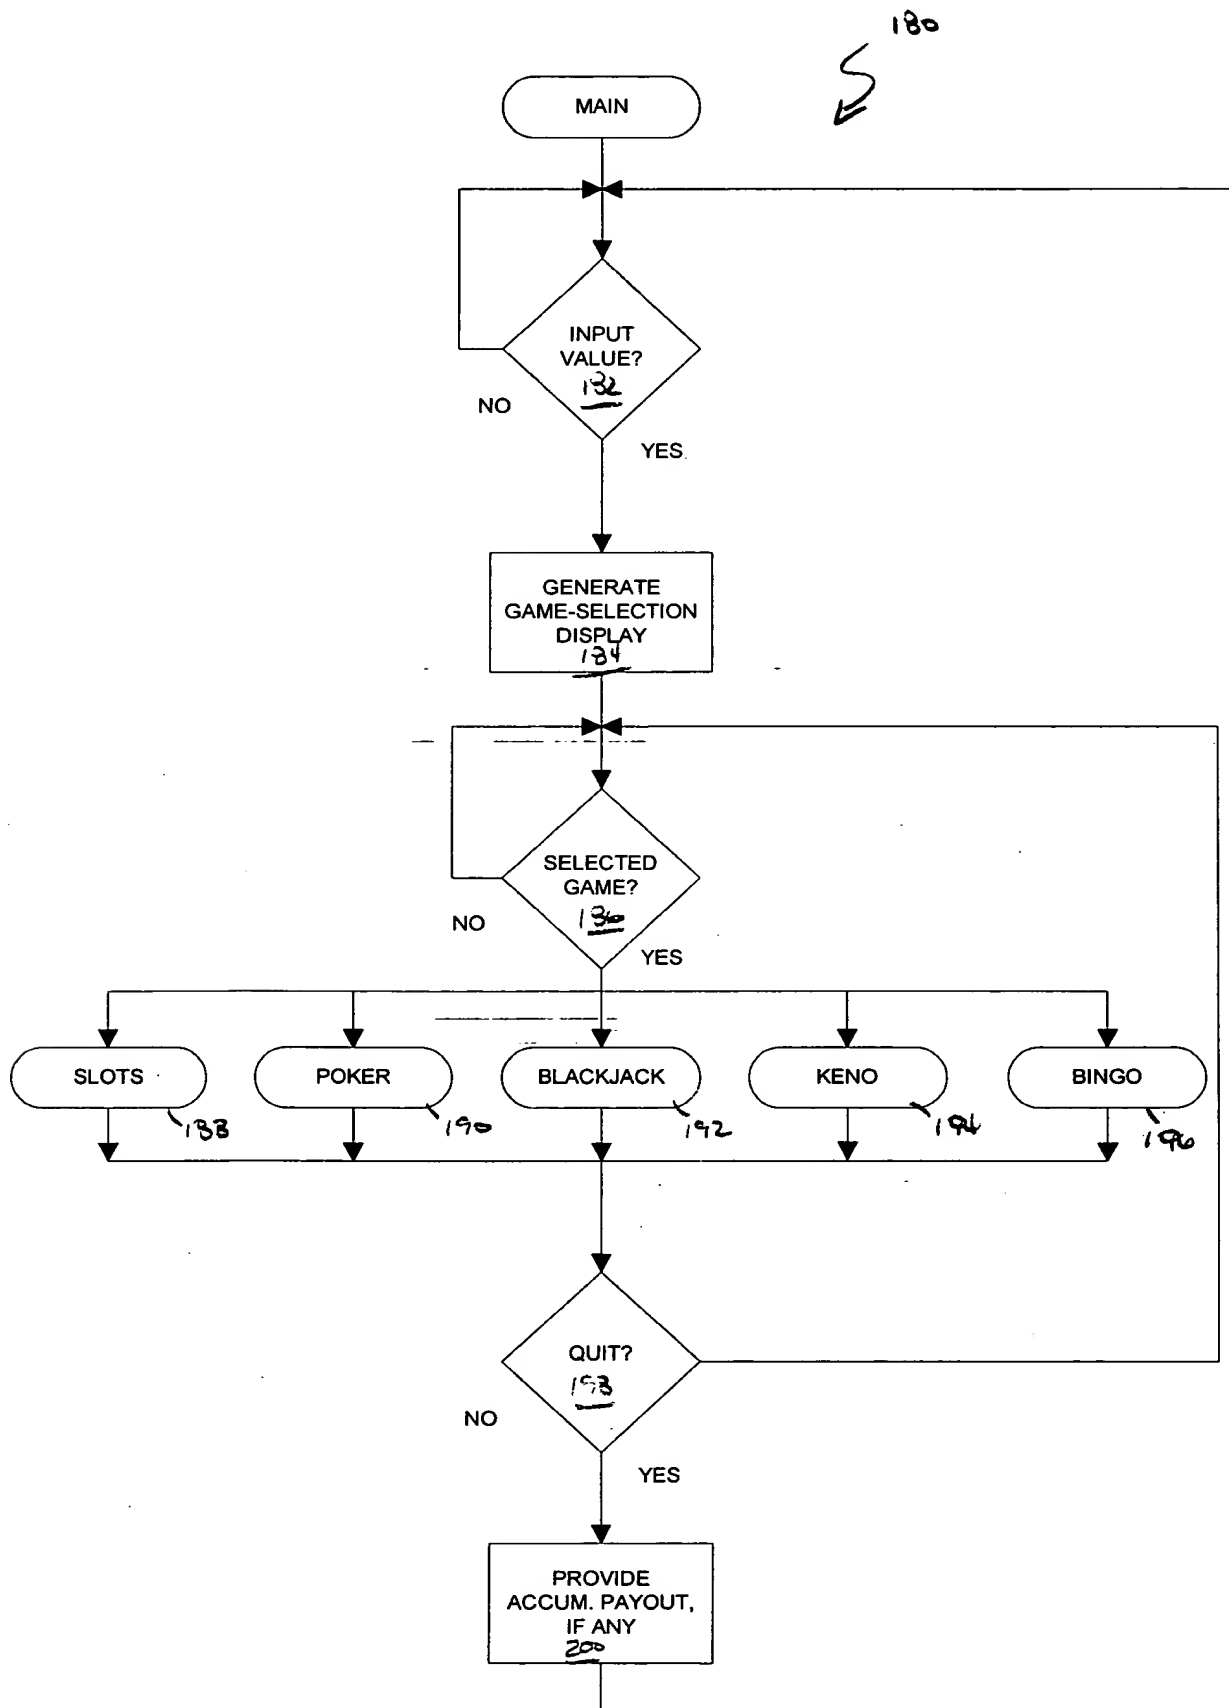 180
MAIN
INPUT
VALUE?
182
NO
YES
GENERATE
GAME-SELECTION
DISPLAY
184
SELECTED
GAME?
186
NO
YES
SLOTS
POKER
BLACKJACK
KENO
BINGO
188
190
192
194
196
QUIT?
198
NO
YES
PROVIDE
ACCUM. PAYOUT,
IF ANY
200